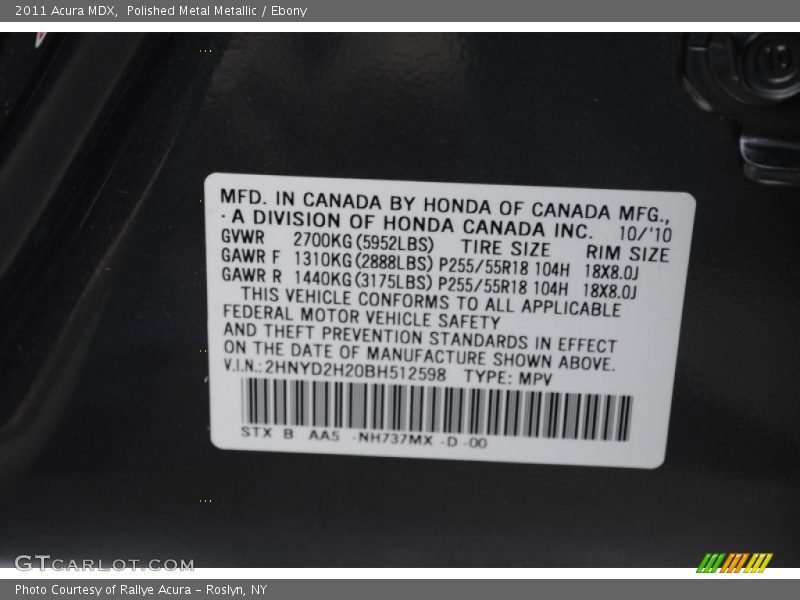 2011 Acura MDX,  Polished Metal Metallic / Ebony
MFD. IN CANADA BY HONDA OF CANADA MFG.,
A DIVISION OF HONDA CANADA INC.  10/'10
GVWR  2700KG (5952LBS)  TIRE SIZE  RIM SIZE
GAWR F  1310KG (2888LBS) P255/55R18 104H  18X8.0J
GAWR R  1440KG (3175LBS) P255/55R18 104H  18X8.0J
THIS VEHICLE CONFORMS TO ALL APPLICABLE
FEDERAL MOTOR VEHICLE SAFETY
AND THEFT PREVENTION STANDARDS IN EFFECT
ON THE DATE OF MANUFACTURE SHOWN ABOVE.
V.I.N.: 2HNYD2H20BH512598  TYPE: MPV
STX B  AA5  -NH737MX -D -00
GTCARLOT.COM
Photo Courtesy of Rallye Acura – Roslyn, NY